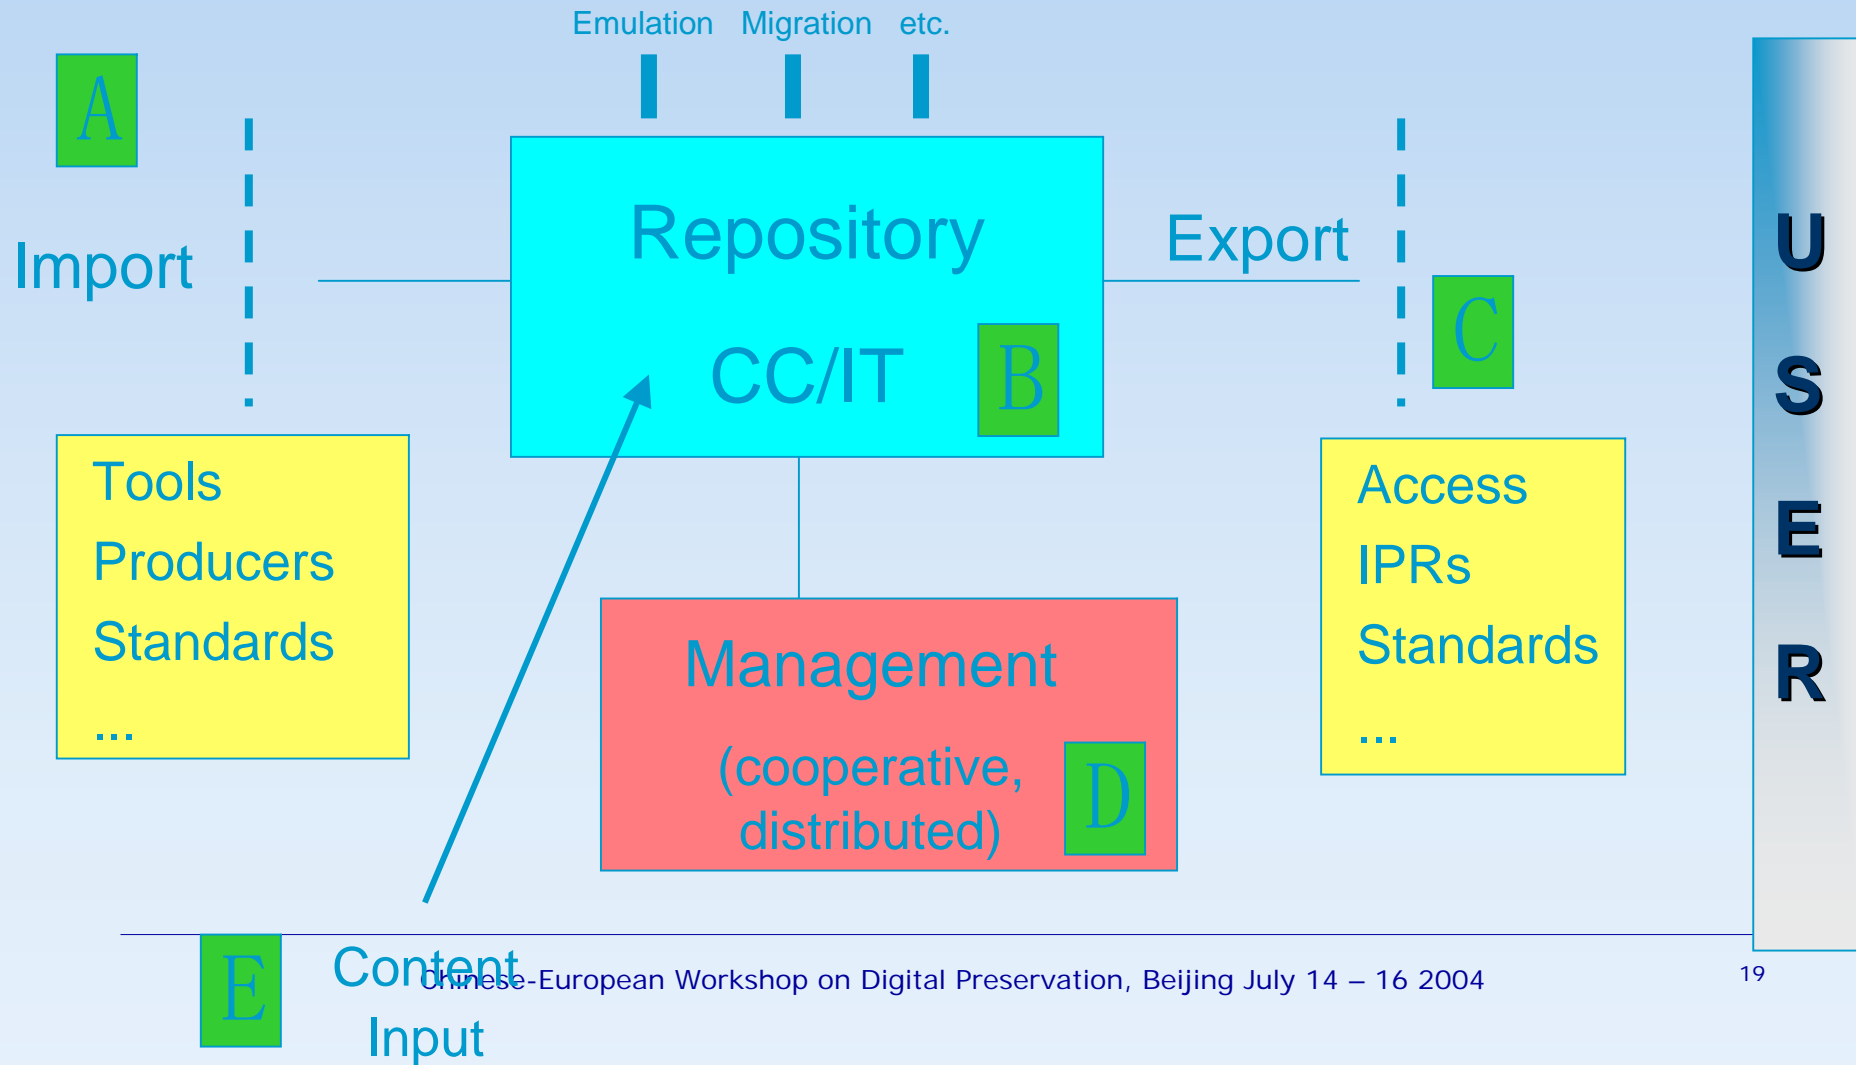 Emulation Migration etc.
A
Import
Repository
CC/IT
B
Export
C
Tools
Producers
Standards
...
Management
(cooperative,
distributed)
D
Access
IPRs
Standards
...
U
S
E
R
E
Content
Input
Chinese-European Workshop on Digital Preservation, Beijing July 14 – 16 2004
19